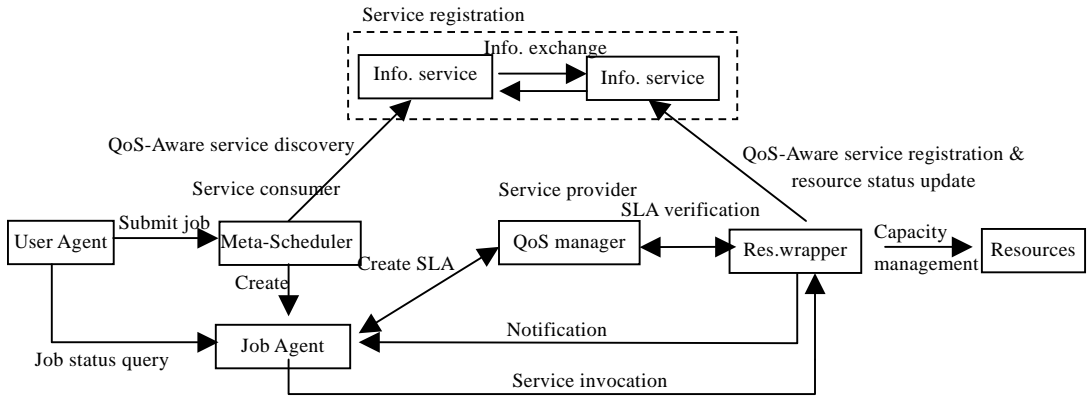 Service registration
Info. exchange
Info. service
Info. service
QoS-Aware service discovery
QoS-Aware service registration &
resource status update
Service consumer
Service provider
SLA verification
Submit job
User Agent
Meta-Scheduler
QoS manager
Res.wrapper
Capacity
management
Resources
Create SLA
Create
Job Agent
Notification
Job status query
Service invocation